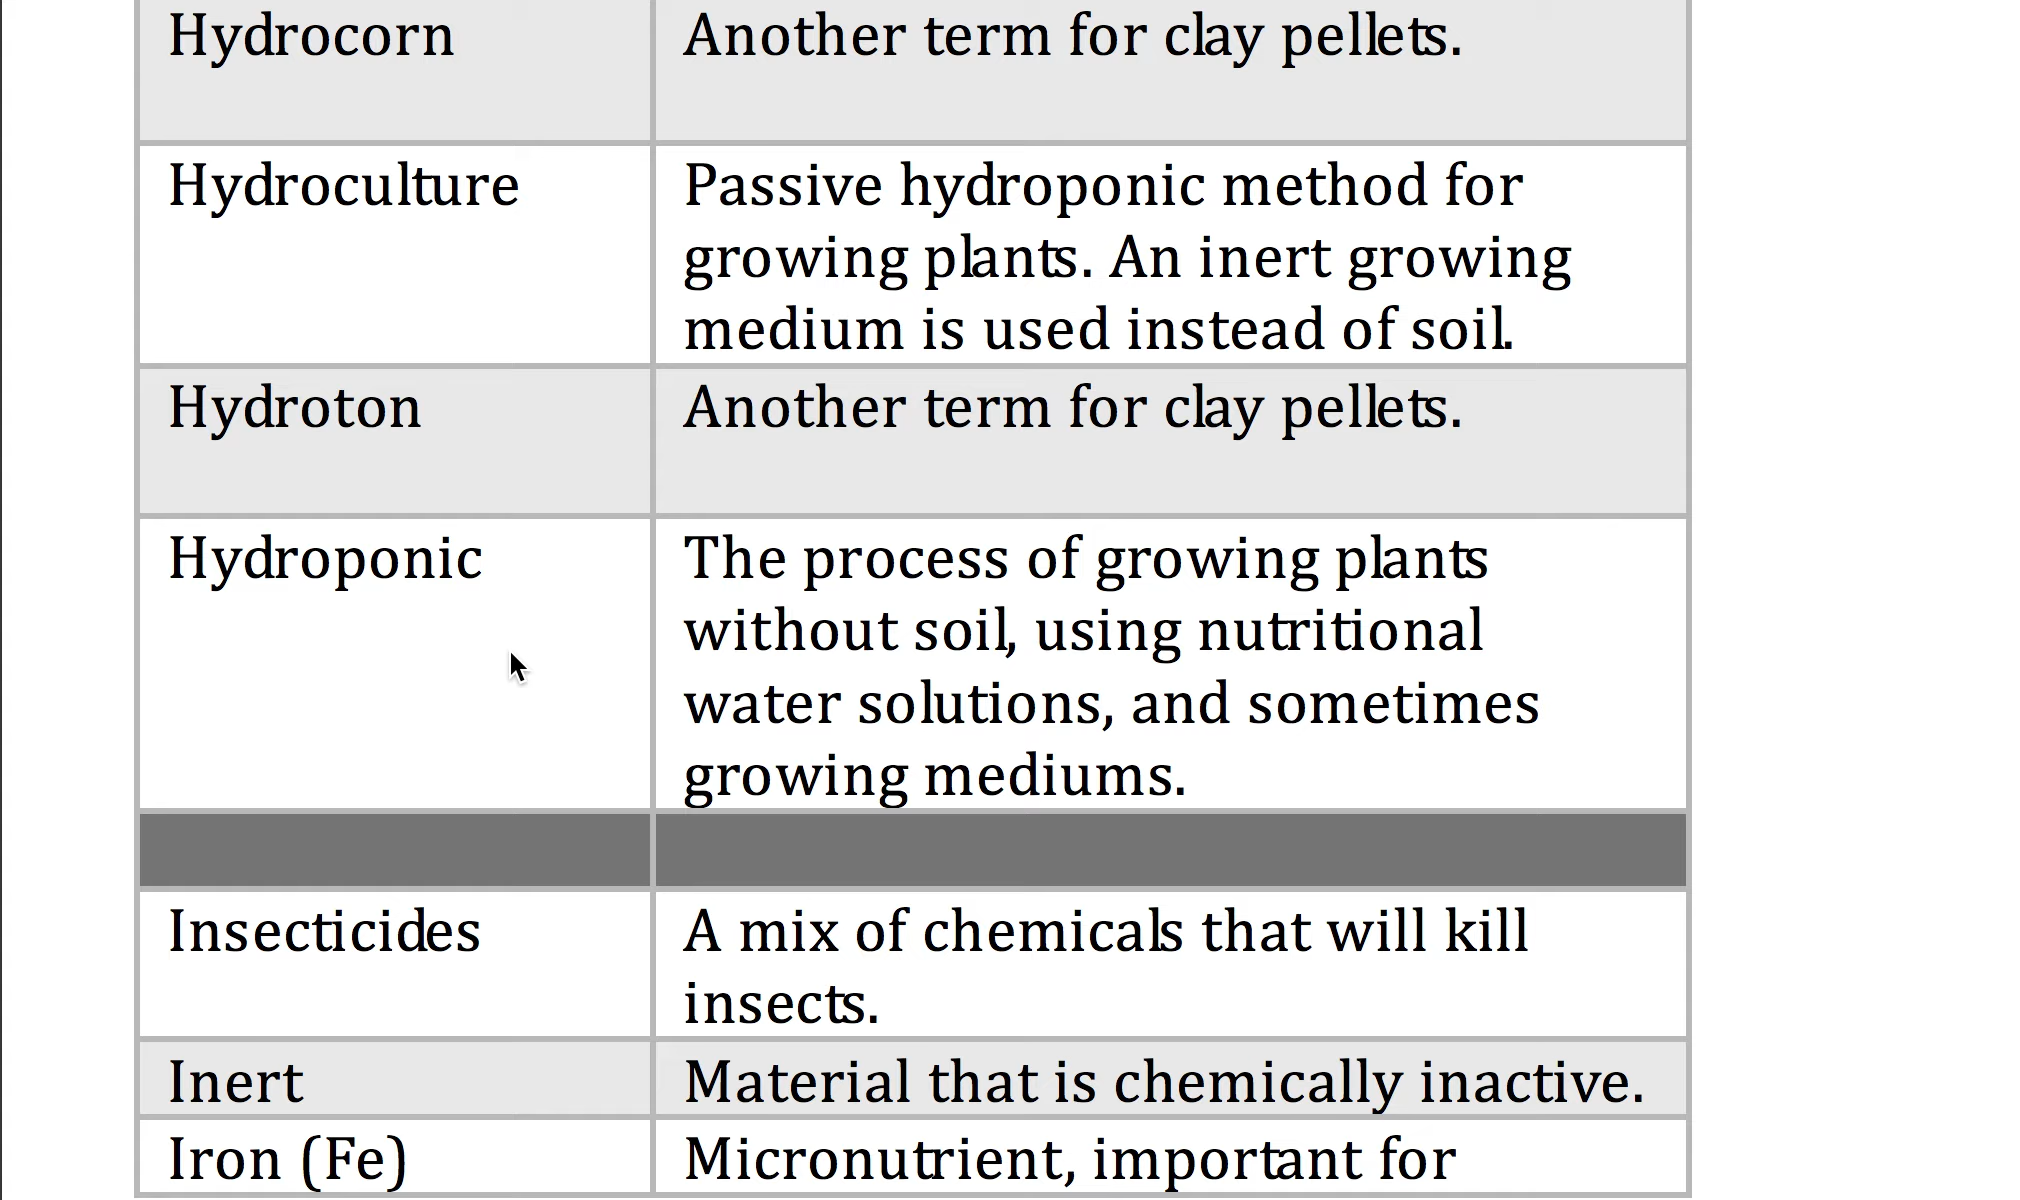 Hydrocorn
Another term for clay pellets.
Hydroculture
Passive hydroponic method for
growing plants. An inert growing
medium is used instead of soil.
Hydroton
Another term for clay pellets.
Hydroponic
The process of growing plants
without soil, using nutritional
water solutions, and sometimes
growing mediums.
Insecticides
A mix of chemicals that will kill
insects.
Inert
Material that is chemically inactive.
Iron (Fe)
Micronutrient, important for